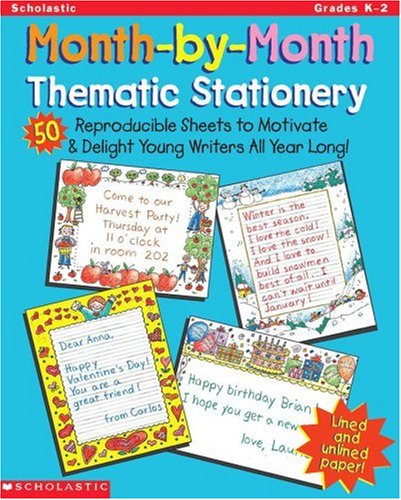 Scholastic
Grades K-2
Month-by-Month
Thematic Stationery
50 Reproducible Sheets to Motivate
& Delight Young Writers All Year Long!
Come to our
Harvest Party!
Thursday at
11 o'clock
in room 202
Winter is the
best season.
I love the cold!
I love the snow!
And I love to
build snowmen
best of all. I
can't wait until
January!
Dear Anna,
Happy
Valentine's Day!
You are a
great friend!
from Carlos
Happy birthday Brian
I hope you get a new
love, Laur
Lined
and
unlined
paper!
SCHOLASTIC